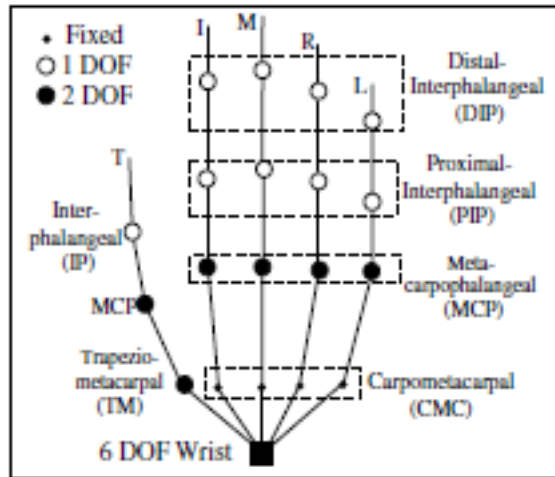 Fixed
1 DOF
2 DOF
I
M
R
L
T
Distal-
Interphalangeal
(DIP)
Proximal-
Interphalangeal
(PIP)
Inter-
phalangeal
(IP)
Meta-
carpophalangeal
(MCP)
MCP
Trapezio-
metacarpal
(TM)
Carpometacarpal
(CMC)
6 DOF Wrist